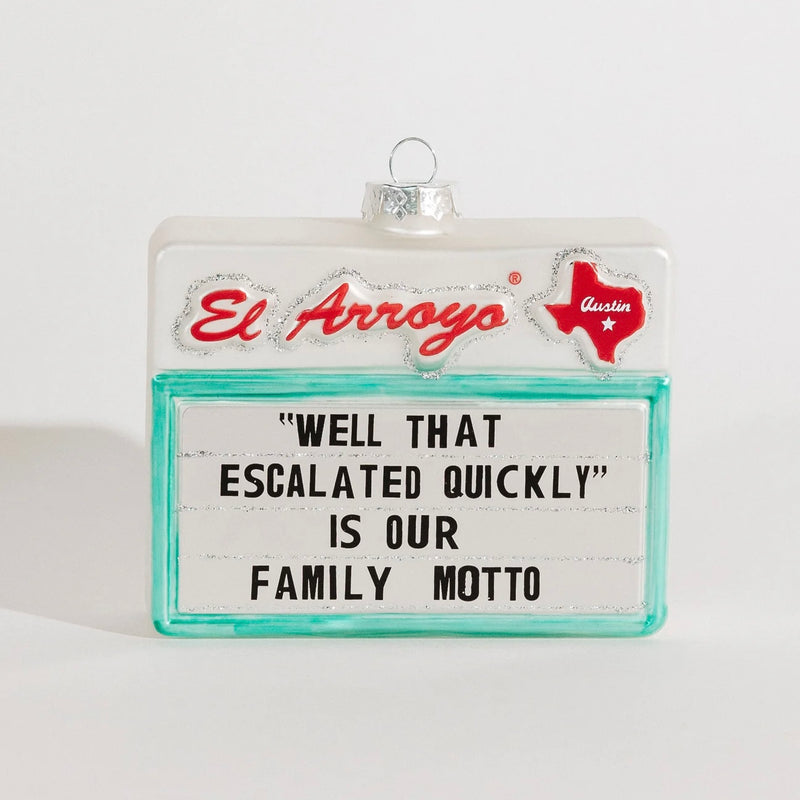 El Arroyo®
Austin
"WELL THAT
ESCALATED QUICKLY"
IS OUR
FAMILY MOTTO